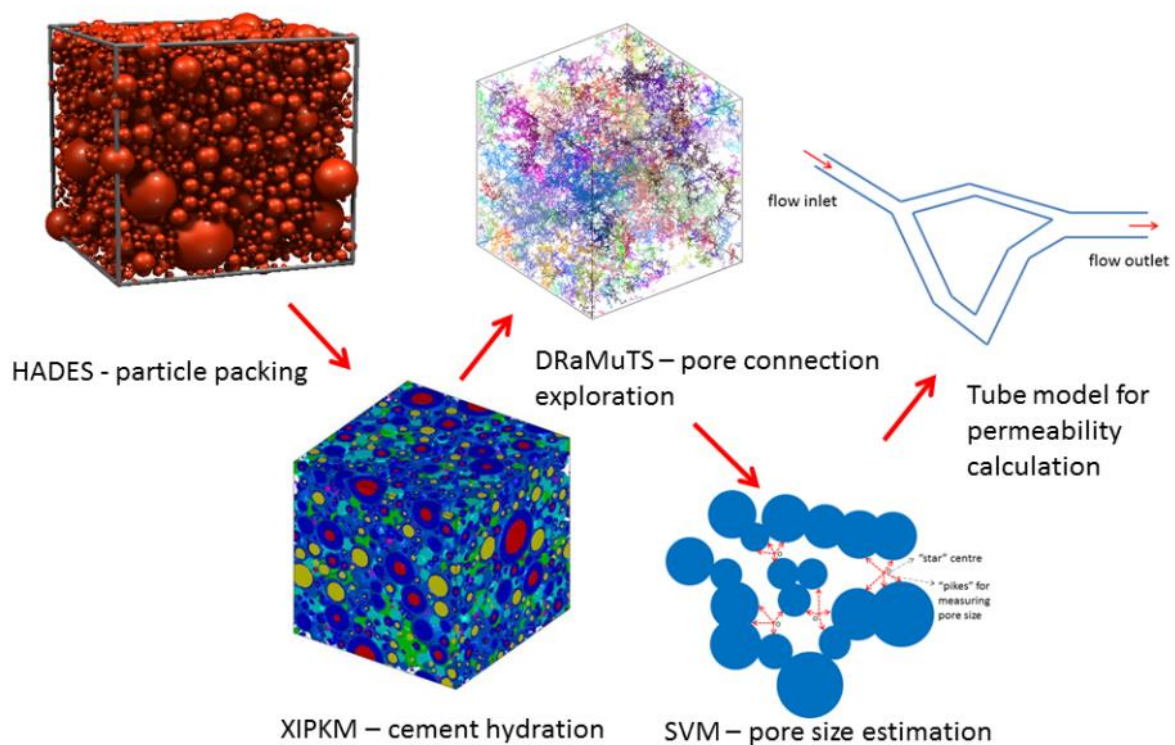 flow inlet
flow outlet
HADES - particle packing
DRaMuTS – pore connection
exploration
Tube model for
permeability
calculation
"star" centre
"pikes" for
measuring
pore size
XIPKM – cement hydration
SVM – pore size estimation